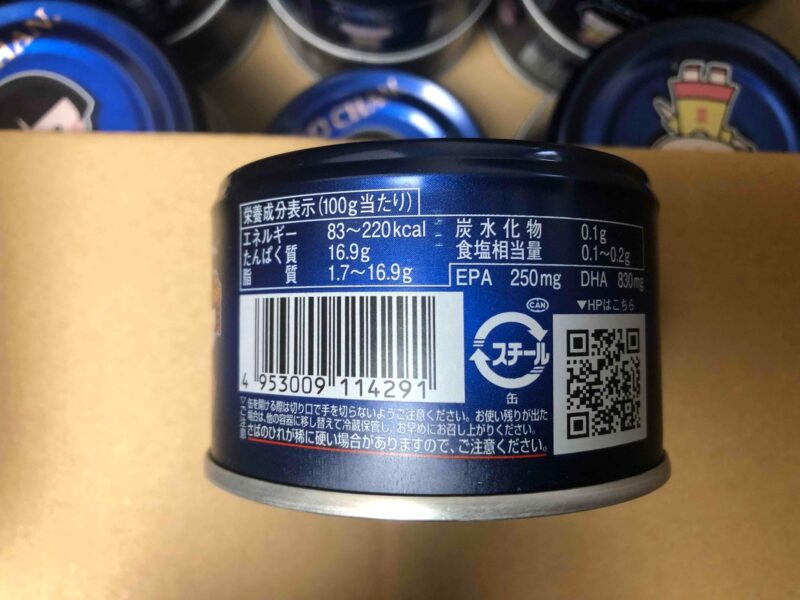 CHAN.
CHAN.
栄養成分表示(100g当たり)
エネルギー 83〜220kcal
たんぱく質 16.9g
脂質 1.7〜16.9g
炭水化物 0.1g
食塩相当量 0.1〜0.2g
EPA 250mg DHA 830mg
▼HPはこちら
CAN
スチール
缶
4 953009 114291
▽ご注意
缶を開ける際は切り口で手を切らないようご注意ください。お使い残りが出た
場合は、他の容器に移し替えて冷蔵保管し、お早めにお召し上がりください。
さばのひれが稀に硬い場合がありますので、ご注意ください。